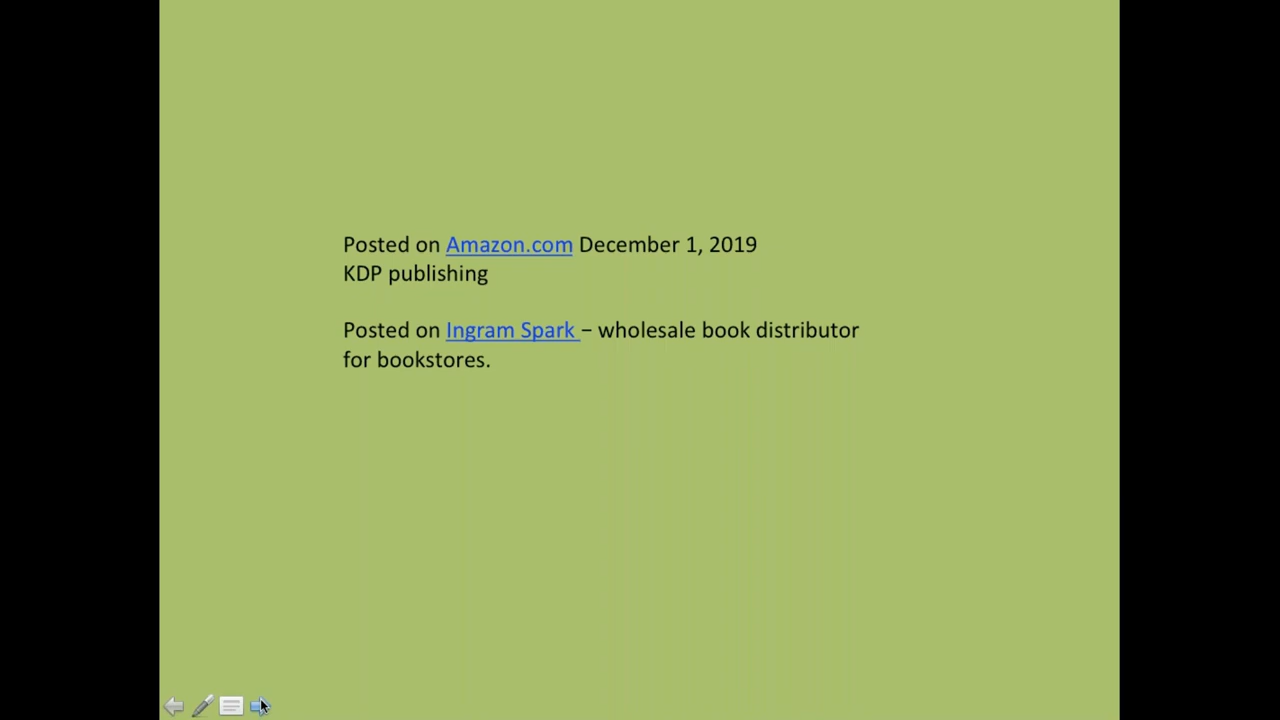 Posted on Amazon.com December 1, 2019
KDP publishing
Posted on Ingram Spark – wholesale book distributor
for bookstores.